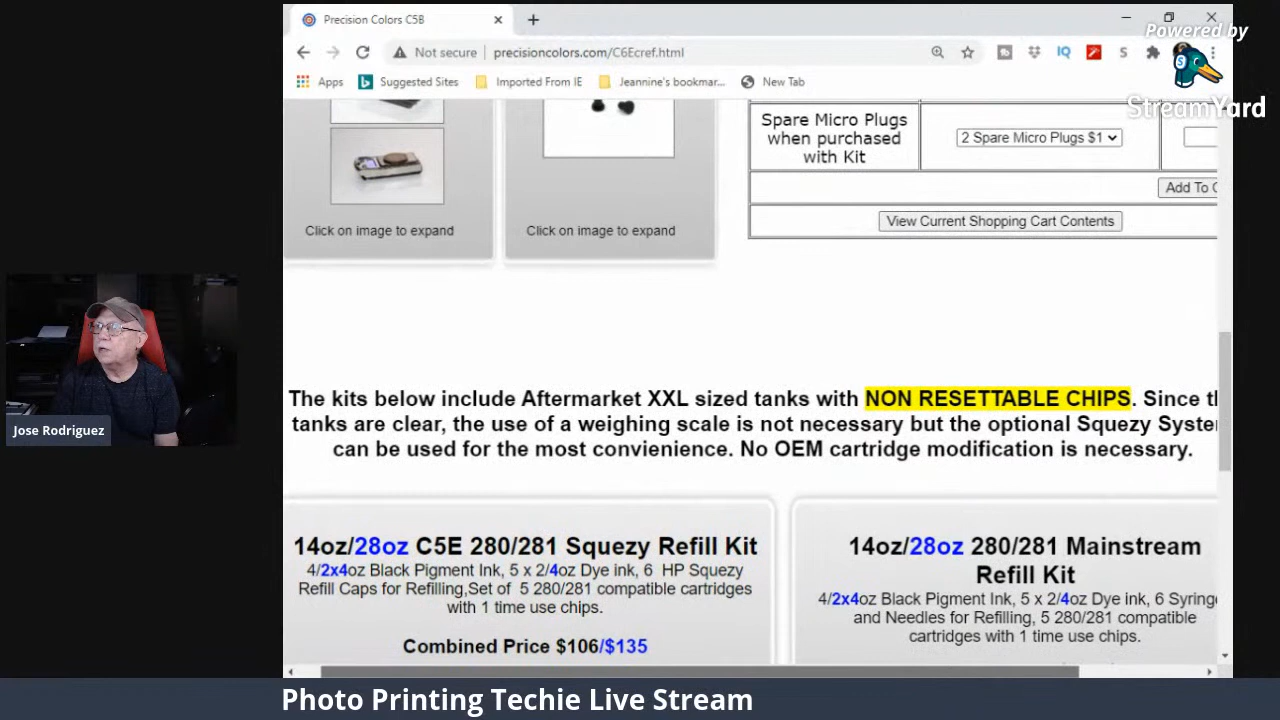 Precision Colors C5B
Not secure
precisioncolors.com/C6Ecref.html
Powered by
StreamYard
Apps
Suggested Sites
Imported From IE
Jeannine's bookmar...
New Tab
IQ
S
Spare Micro Plugs
when purchased
with Kit
2 Spare Micro Plugs $1
Add To C
View Current Shopping Cart Contents
Click on image to expand
Click on image to expand
The kits below include Aftermarket XXL sized tanks with NON RESETTABLE CHIPS. Since th
tanks are clear, the use of a weighing scale is not necessary but the optional Squezy System
can be used for the most convienience. No OEM cartridge modification is necessary.
14oz/28oz C5E 280/281 Squezy Refill Kit
4/2x4oz Black Pigment Ink, 5 x 2/4oz Dye ink, 6 HP Squezy
Refill Caps for Refilling,Set of 5 280/281 compatible cartridges
with 1 time use chips.
Combined Price $106/$135
14oz/28oz 280/281 Mainstream
Refill Kit
4/2x4oz Black Pigment Ink, 5 x 2/4oz Dye ink, 6 Syringe
and Needles for Refilling, 5 280/281 compatible
cartridges with 1 time use chips.
Jose Rodriguez
Photo Printing Techie Live Stream